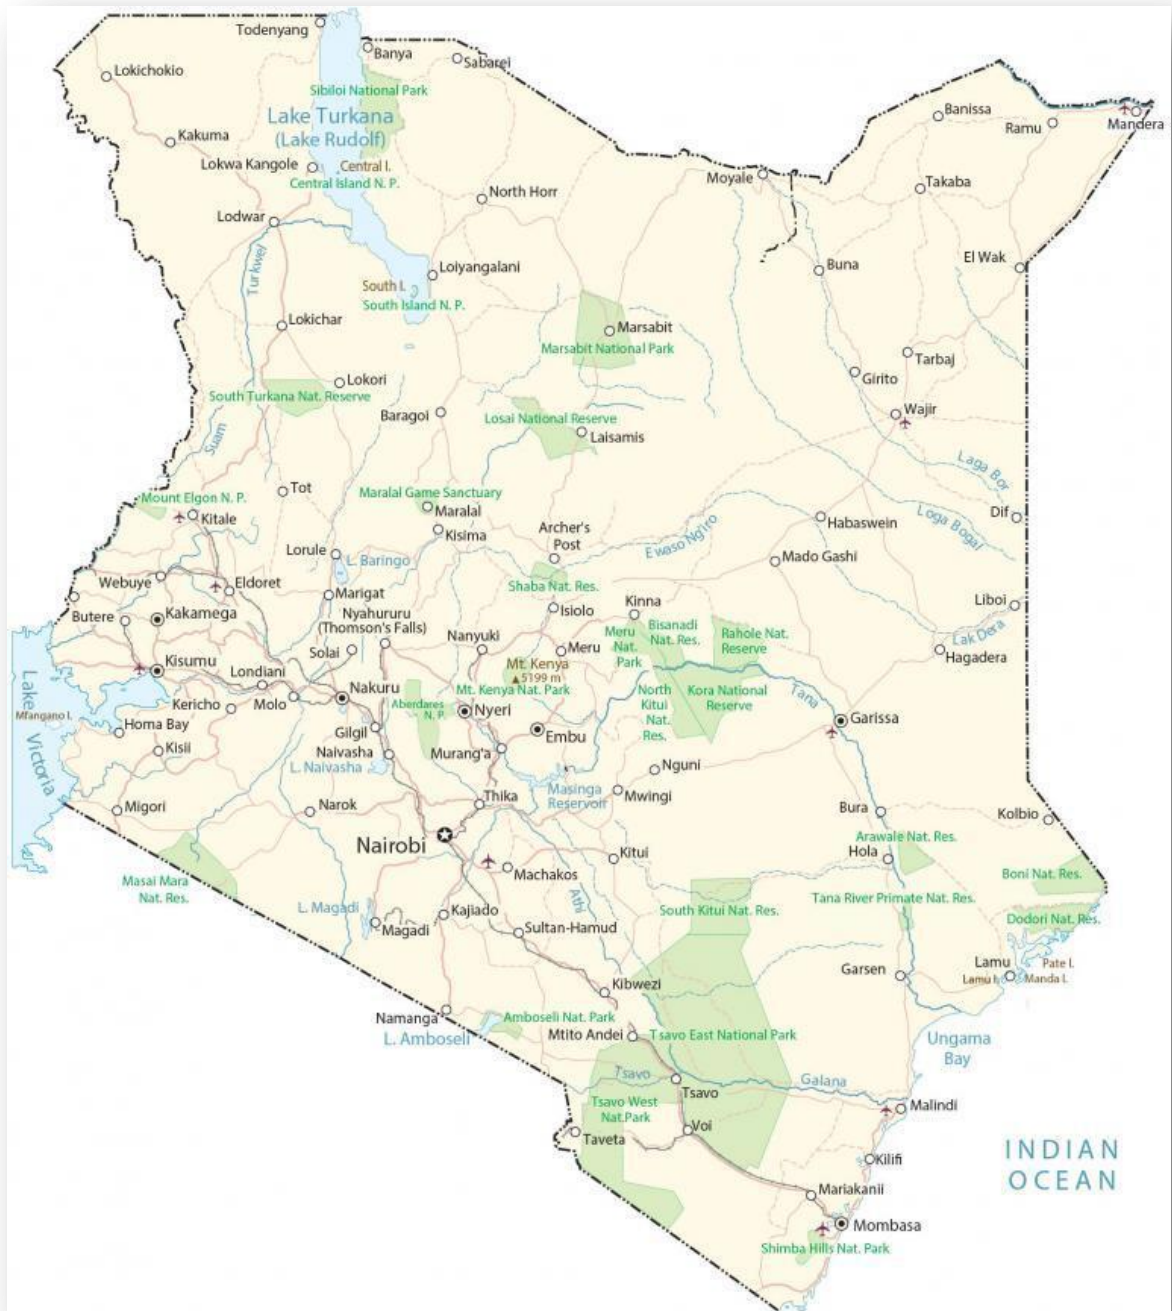 Todenyang
Banya
Sabarei
Lokichokio
Sibiloi National Park
Banissa
Lake Turkana
(Lake Rudolf)
Ramu
Mandera
Kakuma
Lokwa Kangole
Central I.
Central Island N. P.
Moyale
Takaba
North Horr
Lodwar
Turkwel
Loiyangalani
Buna
El Wak
South I.
South Island N. P.
Lokichar
Marsabit
Marsabit National Park
Tarbaj
Girito
Lokori
South Turkana Nat. Reserve
Baragoi
Losai National Reserve
Laisamis
Wajir
Suam
Laga Bor
Tot
Mount Elgon N. P.
Kitale
Maralal Game Sanctuary
Maralal
Kisima
Archer's
Post
Ewaso Ng'iro
Habaswein
Loga Bogal
Dif
Lorule
L. Baringo
Mado Gashi
Webuye
Eldoret
Marigat
Shaba Nat. Res.
Butere
Kakamega
Nyahururu
(Thomson's Falls)
Isiolo
Kinna
Liboi
Bisanadi
Nat. Res.
Meru
Nat.
Park
Rahole Nat.
Reserve
Lak Dera
Hagadera
Kisumu
Londiani
Solai
Nanyuki
Meru
Mt. Kenya
5199 m
Mt. Kenya Nat. Park
Lake
Victoria
Mfangano I.
Kericho
Molo
Nakuru
Aberdares
N. P.
Nyeri
North
Kitui
Nat.
Res.
Kora National
Reserve
Tana
Garissa
Homa Bay
Kisii
Gilgil
Naivasha
L. Naivasha
Murang'a
Embu
Nguni
Masinga
Reservoir
Mwingi
Migori
Narok
Thika
Bura
Kolbio
Nairobi
Arawale Nat. Res.
Hola
Kitui
Machakos
Masai Mara
Nat. Res.
Boni Nat. Res.
L. Magadi
Magadi
Kajiado
Athi
Sultan-Hamud
South Kitui Nat. Res.
Tana River Primate Nat. Res.
Dodori Nat. Res.
Garsen
Lamu
Lamu I.
Pate I.
Manda I.
Kibwezi
Namanga
L. Amboseli
Amboseli Nat. Park
Mtito Andei
Tsavo East National Park
Ungama
Bay
Tsavo
Galana
Tsavo
Tsavo West
Nat.Park
Malindi
Taveta
Voi
INDIAN
OCEAN
Kilifi
Mariakanii
Mombasa
Shimba Hills Nat. Park